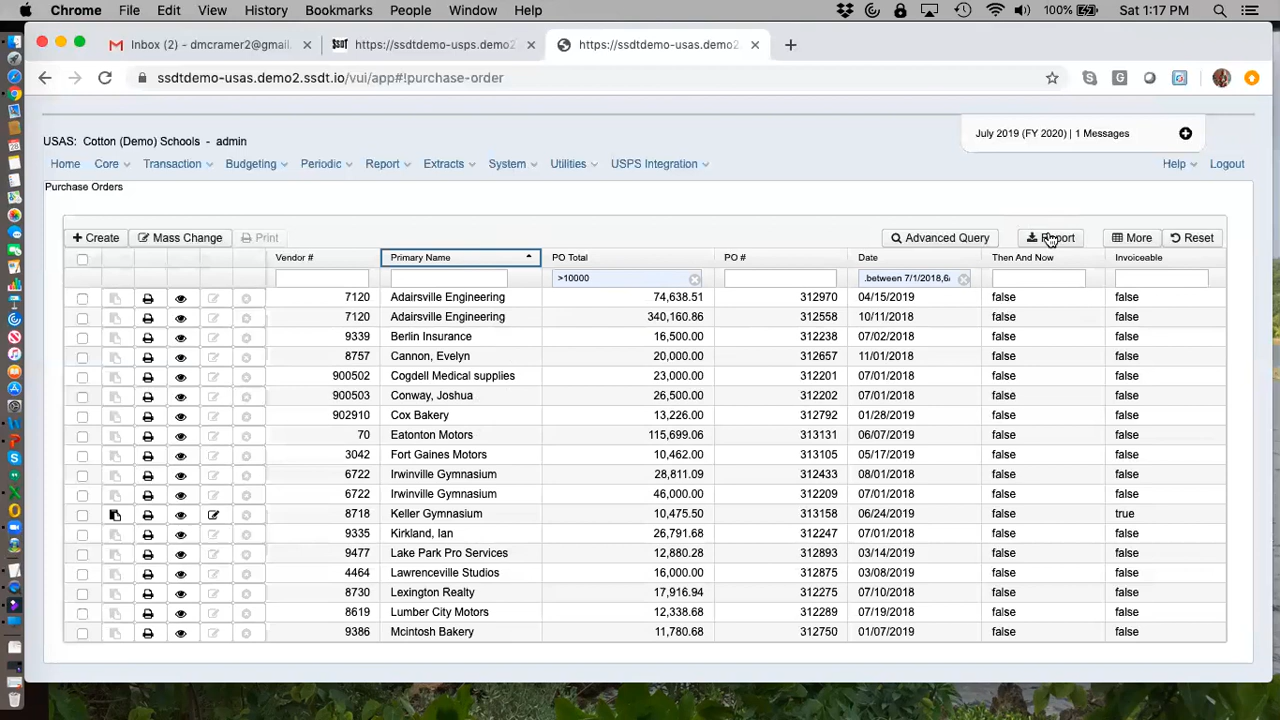 Chrome File Edit View History Bookmarks People Window Help 100% Sat 1:17 PM
Inbox (2) - dmcramer2@gmail. × https://ssdtdemo-usps.demo2 × https://ssdtdemo-usas.demo2 × +
ssdtdemo-usas.demo2.ssdt.io/vui/app#!purchase-order
July 2019 (FY 2020) | 1 Messages
USAS: Cotton (Demo) Schools - admin
Home Core Transaction Budgeting Periodic Report Extracts System Utilities USPS Integration Help Logout
Purchase Orders
+ Create Mass Change Print Advanced Query Report More Reset
Vendor # Primary Name PO Total PO # Date Then And Now Invoiceable
>10000 .between 7/1/2018,6/
7120 Adairsville Engineering 74,638.51 312970 04/15/2019 false false
7120 Adairsville Engineering 340,160.86 312558 10/11/2018 false false
9339 Berlin Insurance 16,500.00 312238 07/02/2018 false false
8757 Cannon, Evelyn 20,000.00 312657 11/01/2018 false false
900502 Cogdell Medical supplies 23,000.00 312201 07/01/2018 false false
900503 Conway, Joshua 26,500.00 312202 07/01/2018 false false
902910 Cox Bakery 13,226.00 312792 01/28/2019 false false
70 Eatonton Motors 115,699.06 313131 06/07/2019 false false
3042 Fort Gaines Motors 10,462.00 313105 05/17/2019 false false
6722 Irwinville Gymnasium 28,811.09 312433 08/01/2018 false false
6722 Irwinville Gymnasium 46,000.00 312209 07/01/2018 false false
8718 Keller Gymnasium 10,475.50 313158 06/24/2019 false true
9335 Kirkland, Ian 26,791.68 312247 07/01/2018 false false
9477 Lake Park Pro Services 12,880.28 312893 03/14/2019 false false
4464 Lawrenceville Studios 16,000.00 312875 03/08/2019 false false
8730 Lexington Realty 17,916.94 312275 07/10/2018 false false
8619 Lumber City Motors 12,338.68 312289 07/19/2018 false false
9386 Mcintosh Bakery 11,780.68 312750 01/07/2019 false false